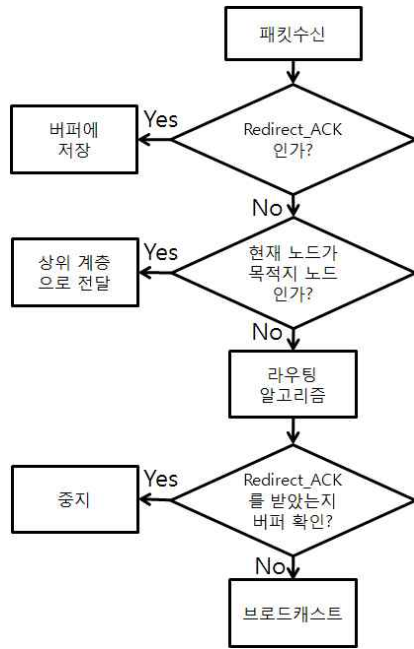 패킷수신
Redirect_ACK
인가?
Yes
버퍼에
저장
No
현재 노드가
목적지 노드
인가?
Yes
상위 계층
으로 전달
No
라우팅
알고리즘
Redirect_ACK
를 받았는지
버퍼 확인?
Yes
중지
No
브로드캐스트